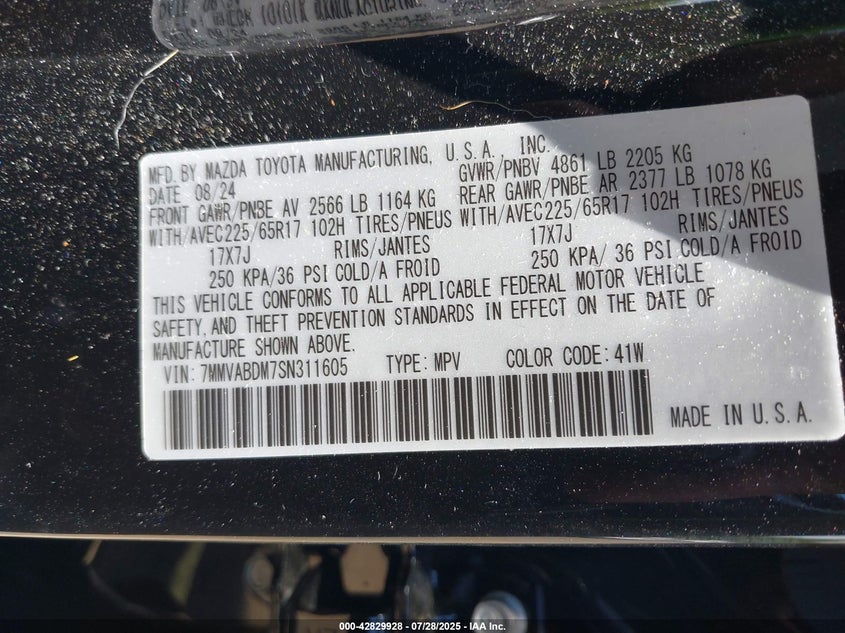 MFD. BY MAZDA TOYOTA MANUFACTURING, U.S.A., INC.
DATE 08/24 GVWR/PNBV 4861 LB 2205 KG
FRONT GAWR/PNBE AV 2566 LB 1164 KG REAR GAWR/PNBE AR 2377 LB 1078 KG
WITH/AVEC225/65R17 102H TIRES/PNEUS WITH/AVEC225/65R17 102H TIRES/PNEUS
17X7J RIMS/JANTES 17X7J RIMS/JANTES
250 KPA/36 PSI COLD/A FROID 250 KPA/ 36 PSI COLD/A FROID
THIS VEHICLE CONFORMS TO ALL APPLICABLE FEDERAL MOTOR VEHICLE
SAFETY, AND THEFT PREVENTION STANDARDS IN EFFECT ON THE DATE OF
MANUFACTURE SHOWN ABOVE.
VIN: 7MMVABDM7SN311605 TYPE: MPV COLOR CODE: 41W
MADE IN U.S.A.
000-42829928 - 07/28/2025 - IAA Inc.